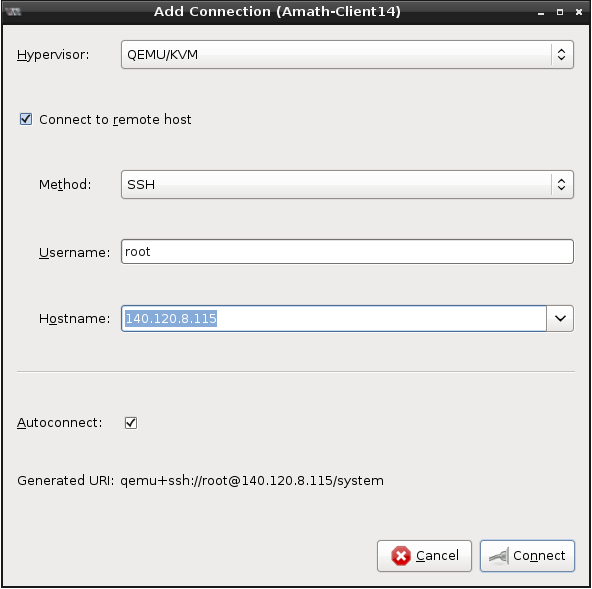 Add Connection (Amath-Client14)
Hypervisor: QEMU/KVM
Connect to remote host
Method: SSH
Username: root
Hostname: 140.120.8.115
Autoconnect:
Generated URI: qemu+ssh://root@140.120.8.115/system
Cancel Connect